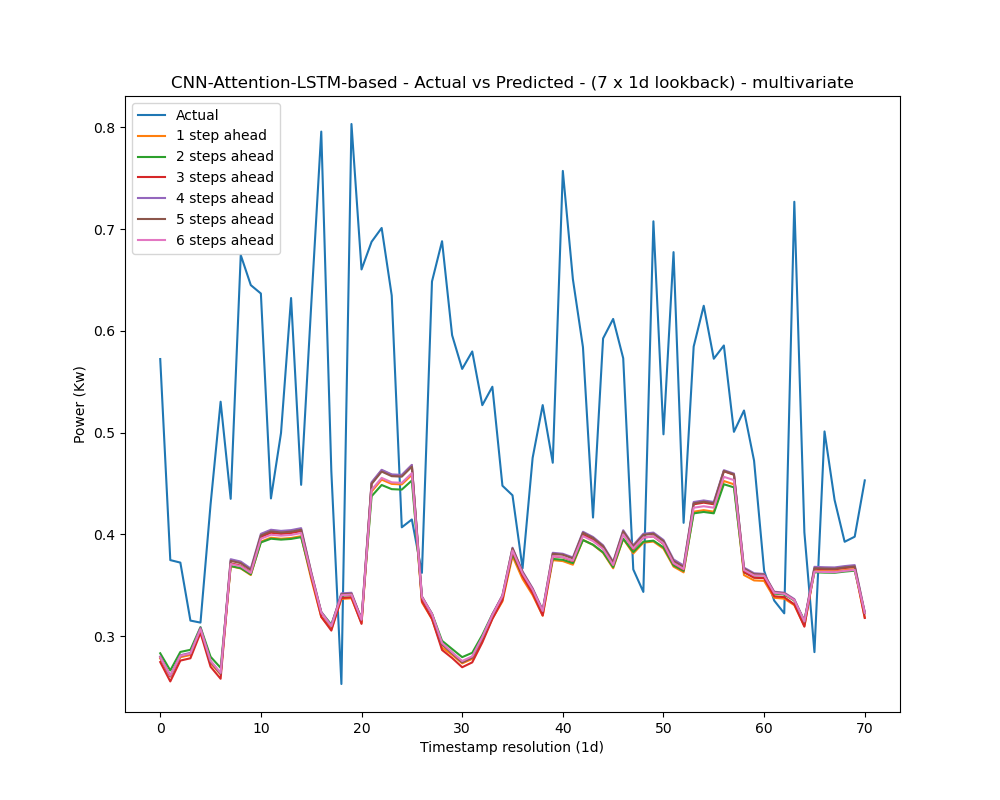 CNN-Attention-LSTM-based - Actual vs Predicted - (7 x 1d lookback) - multivariate
Actual
1 step ahead
2 steps ahead
3 steps ahead
4 steps ahead
5 steps ahead
6 steps ahead
0.8
0.7
0.6
0.5
0.4
0.3
Power (Kw)
0 10 20 30 40 50 60 70
Timestamp resolution (1d)